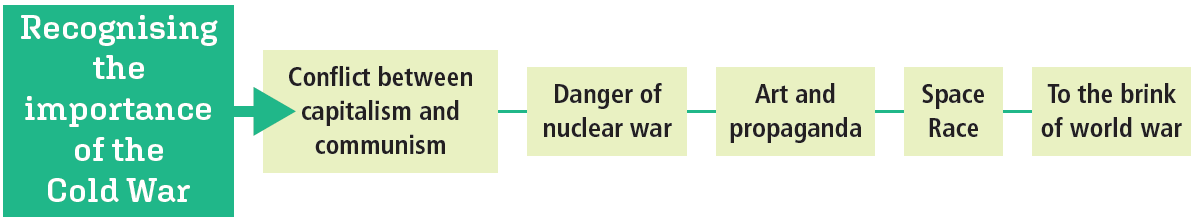 Recognising
the
importance
of the
Cold War
Conflict between
capitalism and
communism
Danger of
nuclear war
Art and
propaganda
Space
Race
To the brink
of world war